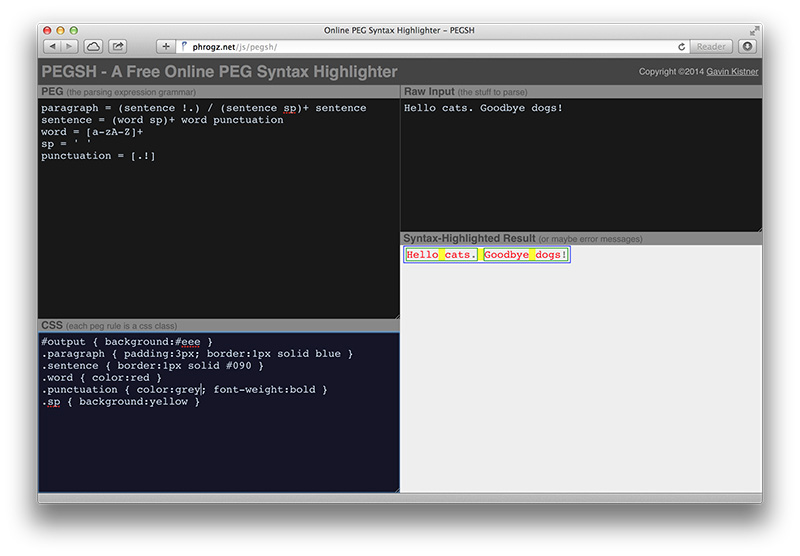 Online PEG Syntax Highlighter – PEGSH
phrogz.net/js/pegsh/
Reader
PEGSH - A Free Online PEG Syntax Highlighter
Copyright ©2014 Gavin Kistner
PEG (the parsing expression grammar)
paragraph = (sentence !.) / (sentence sp)+ sentence
sentence = (word sp)+ word punctuation
word = [a-zA-Z]+
sp = ' '
punctuation = [.!]
Raw Input (the stuff to parse)
Hello cats. Goodbye dogs!
CSS (each peg rule is a css class)
#output { background:#eee }
.paragraph { padding:3px; border:1px solid blue }
.sentence { border:1px solid #090 }
.word { color:red }
.punctuation { color:grey; font-weight:bold }
.sp { background:yellow }
Syntax-Highlighted Result (or maybe error messages)
Hello cats. Goodbye dogs!